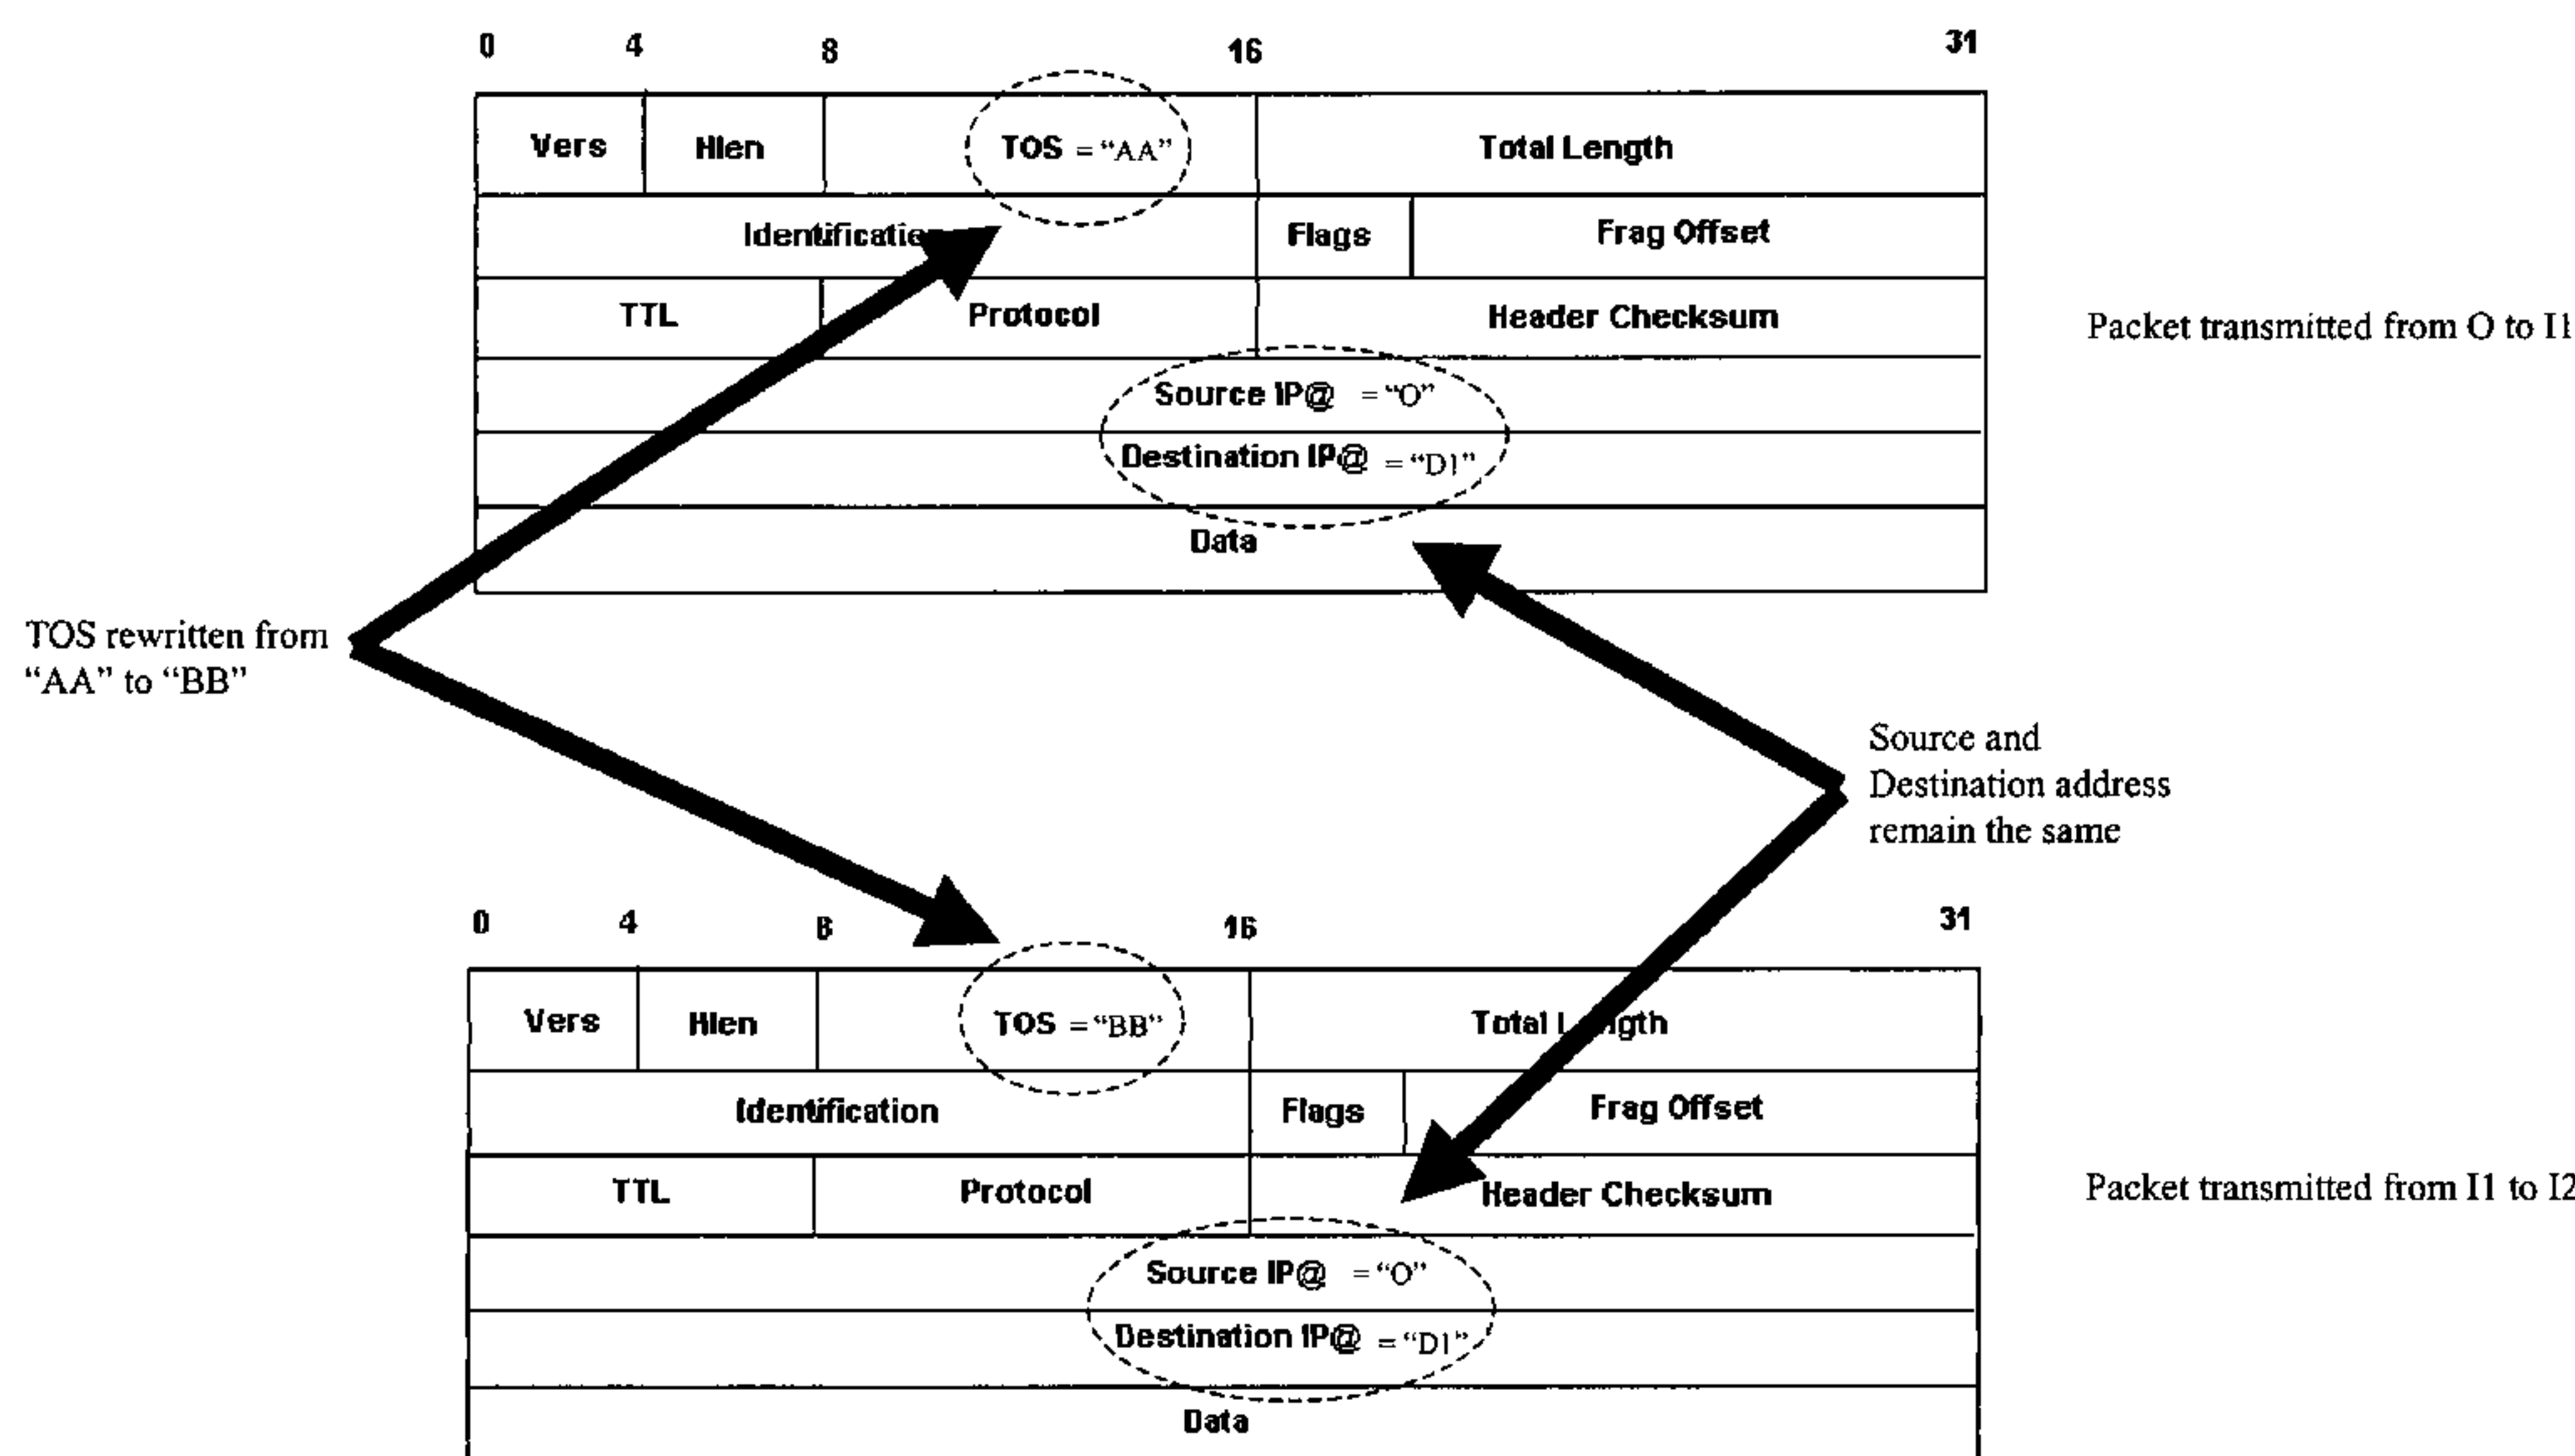 0 4 8 16 31
Vers Hlen TOS = “AA” Total Length
Identification Flags Frag Offset
TTL Protocol Header Checksum
Packet transmitted from O to I1
Source IP@ = “O”
Destination IP@ = “D1”
Data
TOS rewritten from
“AA” to “BB”
Source and
Destination address
remain the same
0 4 8 16 31
Vers Hlen TOS = “BB” Total Length
Identification Flags Frag Offset
TTL Protocol Header Checksum
Packet transmitted from I1 to I2
Source IP@ = “O”
Destination IP@ = “D1”
Data